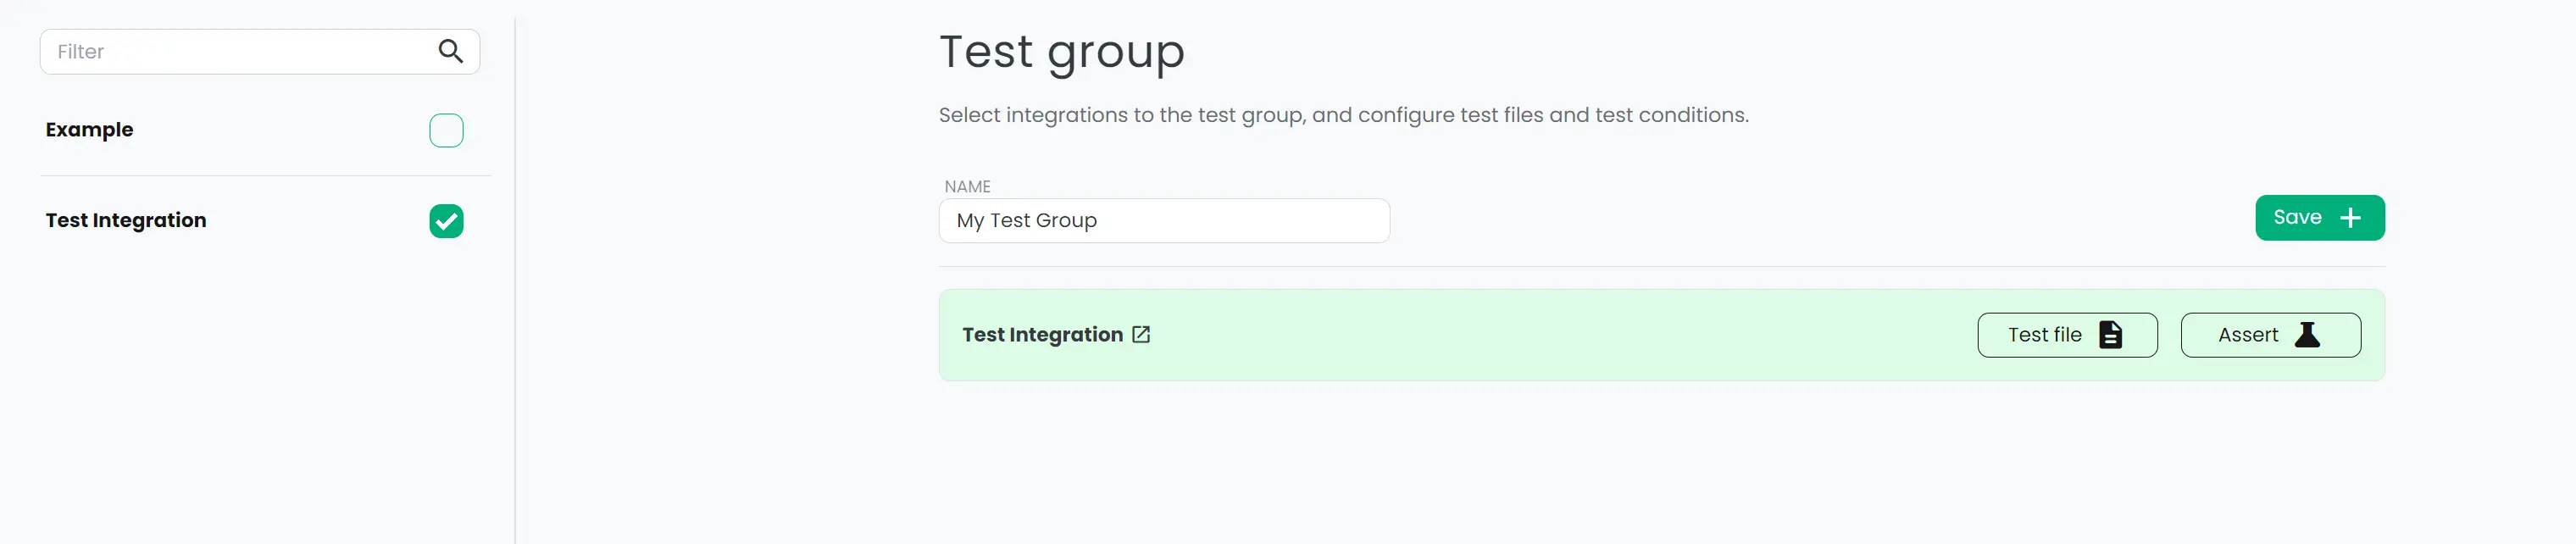 Filter
Example
Test Integration
Test group
Select integrations to the test group, and configure test files and test conditions.
NAME
My Test Group
Save
Test Integration
Test file
Assert